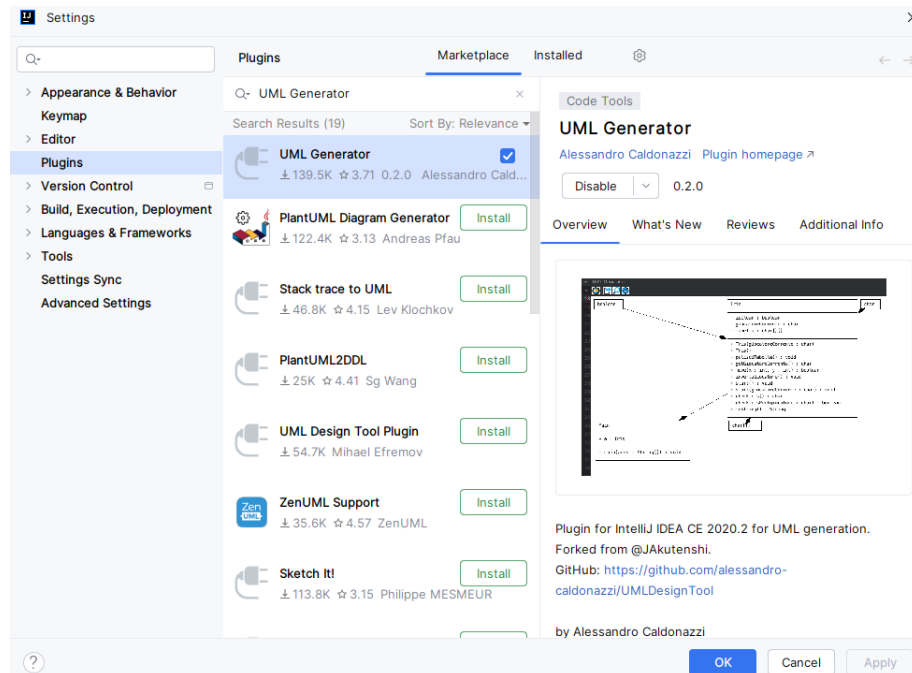 Settings
Plugins
Marketplace
Installed
Appearance & Behavior
Keymap
Editor
Plugins
Version Control
Build, Execution, Deployment
Languages & Frameworks
Tools
Settings Sync
Advanced Settings
UML Generator
Search Results (19) Sort By: Relevance
UML Generator
139.5K 3.71 0.2.0 Alessandro Cald...
PlantUML Diagram Generator Install
122.4K 3.13 Andreas Pfau
Stack trace to UML Install
46.8K 4.15 Lev Klochkov
PlantUML2DDL Install
25K 4.41 Sg Wang
UML Design Tool Plugin Install
54.7K Mihael Efremov
Zen
UML
ZenUML Support Install
35.6K 4.57 ZenUML
Sketch It! Install
113.8K 3.15 Philippe MESMEUR
Code Tools
UML Generator
Alessandro Caldonazzi Plugin homepage ↗
Disable 0.2.0
Overview What's New Reviews Additional Info
Plugin for IntelliJ IDEA CE 2020.2 for UML generation.
Forked from @JAkutenshi.
GitHub: https://github.com/alessandro-
caldonazzi/UMLDesignTool
by Alessandro Caldonazzi
?
OK Cancel Apply